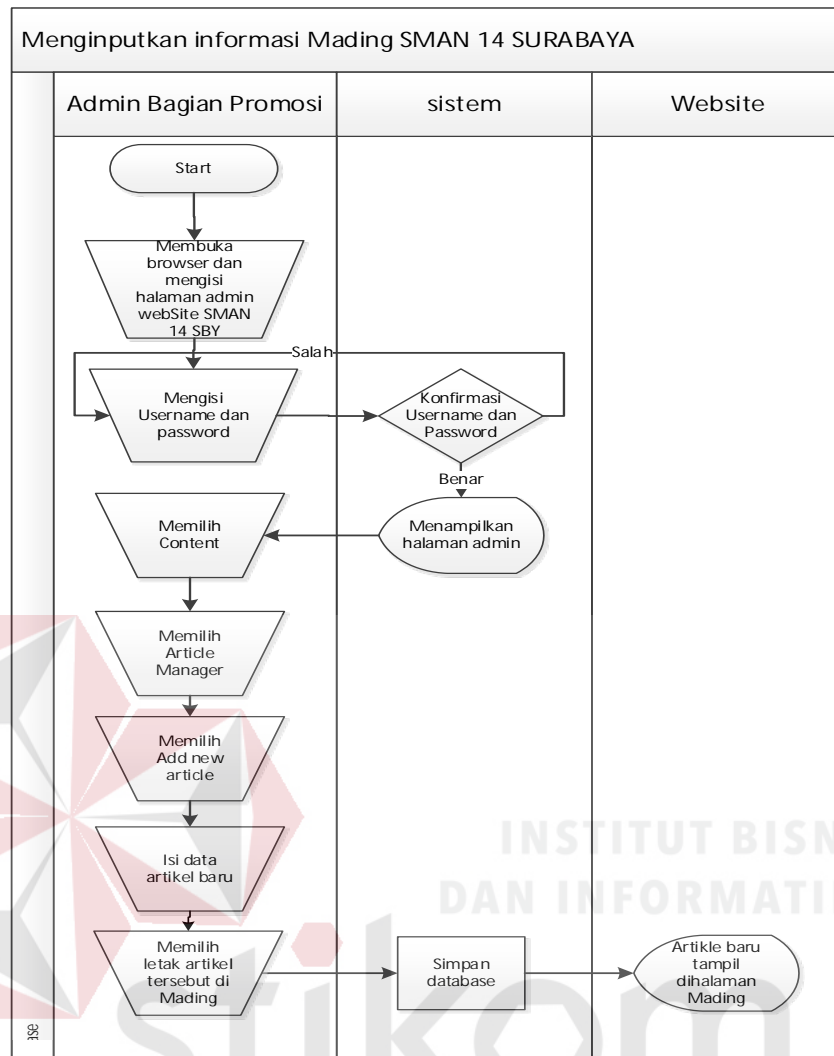 Menginputkan informasi Mading SMAN 14 SURABAYA
Admin Bagian Promosi
sistem
Website
Start
Membuka
browser dan
mengisi
halaman admin
webSite SMAN
14 SBY
Salah
Mengisi
Username dan
password
Konfirmasi
Username dan
Password
Benar
Memilih
Content
Menampilkan
halaman admin
Memilih
Article
Manager
Memilih
Add new
article
INSTITUT BISN
Isi data
artikel baru
DAN INFORMATI
Memilih
letak artikel
tersebut di
Mading
Simpan
database
Artikle baru
tampil
dihalaman
Mading
ase
stikom